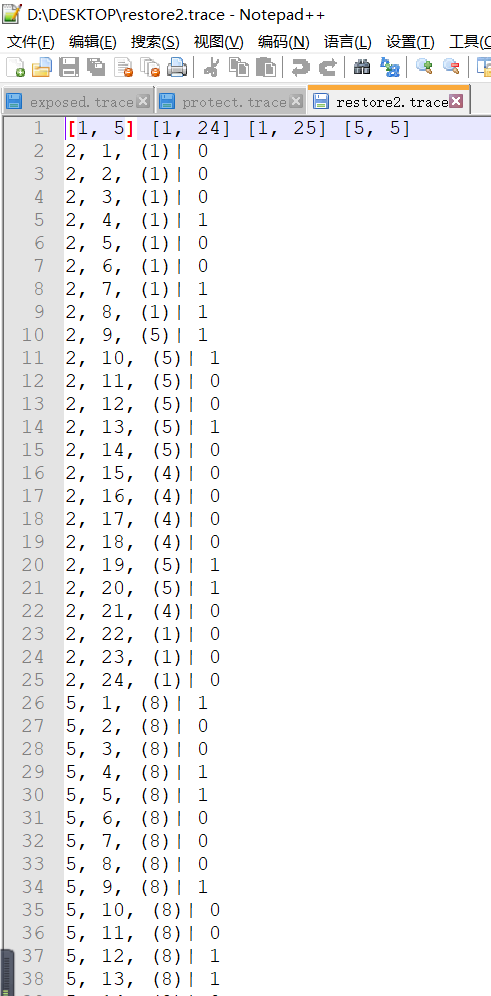 D:\DESKTOP\restore2.trace - Notepad++
文件(F) 编辑(E) 搜索(S) 视图(V) 编码(N) 语言(L) 设置(T) 工具(
exposed.trace protect.trace restore2.trace
1 [1, 5] [1, 24] [1, 25] [5, 5]
2 2, 1, (1)| 0
3 2, 2, (1)| 0
4 2, 3, (1)| 0
5 2, 4, (1)| 1
6 2, 5, (1)| 0
7 2, 6, (1)| 0
8 2, 7, (1)| 1
9 2, 8, (1)| 1
10 2, 9, (5)| 1
11 2, 10, (5)| 1
12 2, 11, (5)| 0
13 2, 12, (5)| 0
14 2, 13, (5)| 1
15 2, 14, (5)| 0
16 2, 15, (4)| 0
17 2, 16, (4)| 0
18 2, 17, (4)| 0
19 2, 18, (4)| 0
20 2, 19, (5)| 1
21 2, 20, (5)| 1
22 2, 21, (4)| 0
23 2, 22, (1)| 0
24 2, 23, (1)| 0
25 2, 24, (1)| 0
26 5, 1, (8)| 1
27 5, 2, (8)| 0
28 5, 3, (8)| 0
29 5, 4, (8)| 1
30 5, 5, (8)| 1
31 5, 6, (8)| 0
32 5, 7, (8)| 0
33 5, 8, (8)| 0
34 5, 9, (8)| 1
35 5, 10, (8)| 0
36 5, 11, (8)| 0
37 5, 12, (8)| 1
38 5, 13, (8)| 1